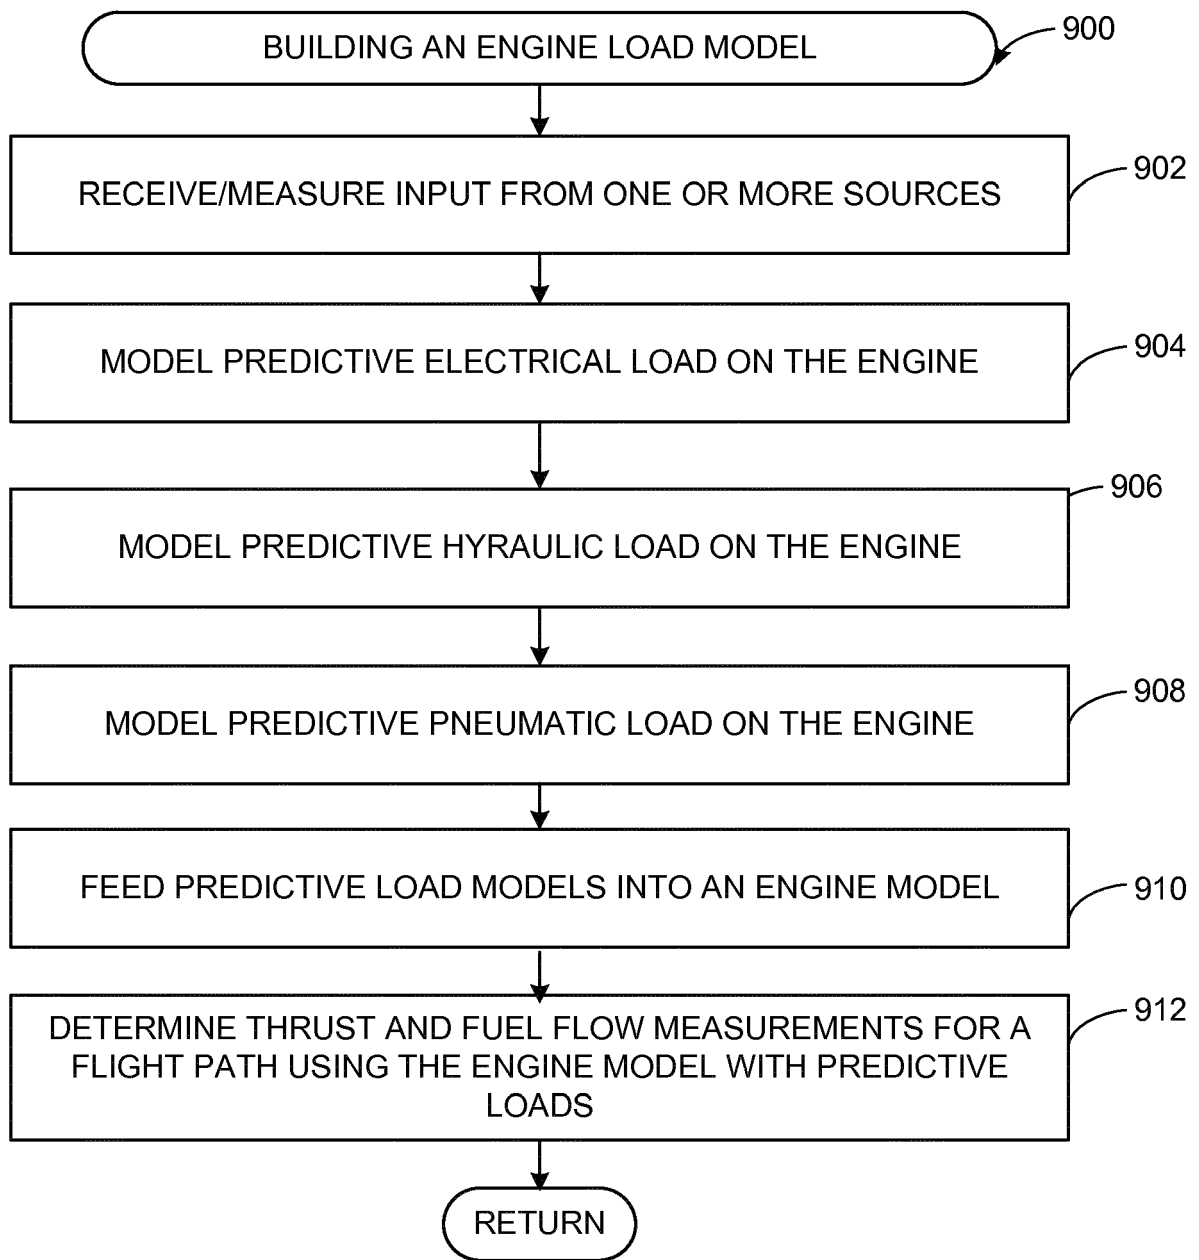 BUILDING AN ENGINE LOAD MODEL
900
RECEIVE/MEASURE INPUT FROM ONE OR MORE SOURCES
902
MODEL PREDICTIVE ELECTRICAL LOAD ON THE ENGINE
904
MODEL PREDICTIVE HYRAULIC LOAD ON THE ENGINE
906
MODEL PREDICTIVE PNEUMATIC LOAD ON THE ENGINE
908
FEED PREDICTIVE LOAD MODELS INTO AN ENGINE MODEL
910
DETERMINE THRUST AND FUEL FLOW MEASUREMENTS FOR A
FLIGHT PATH USING THE ENGINE MODEL WITH PREDICTIVE
LOADS
912
RETURN